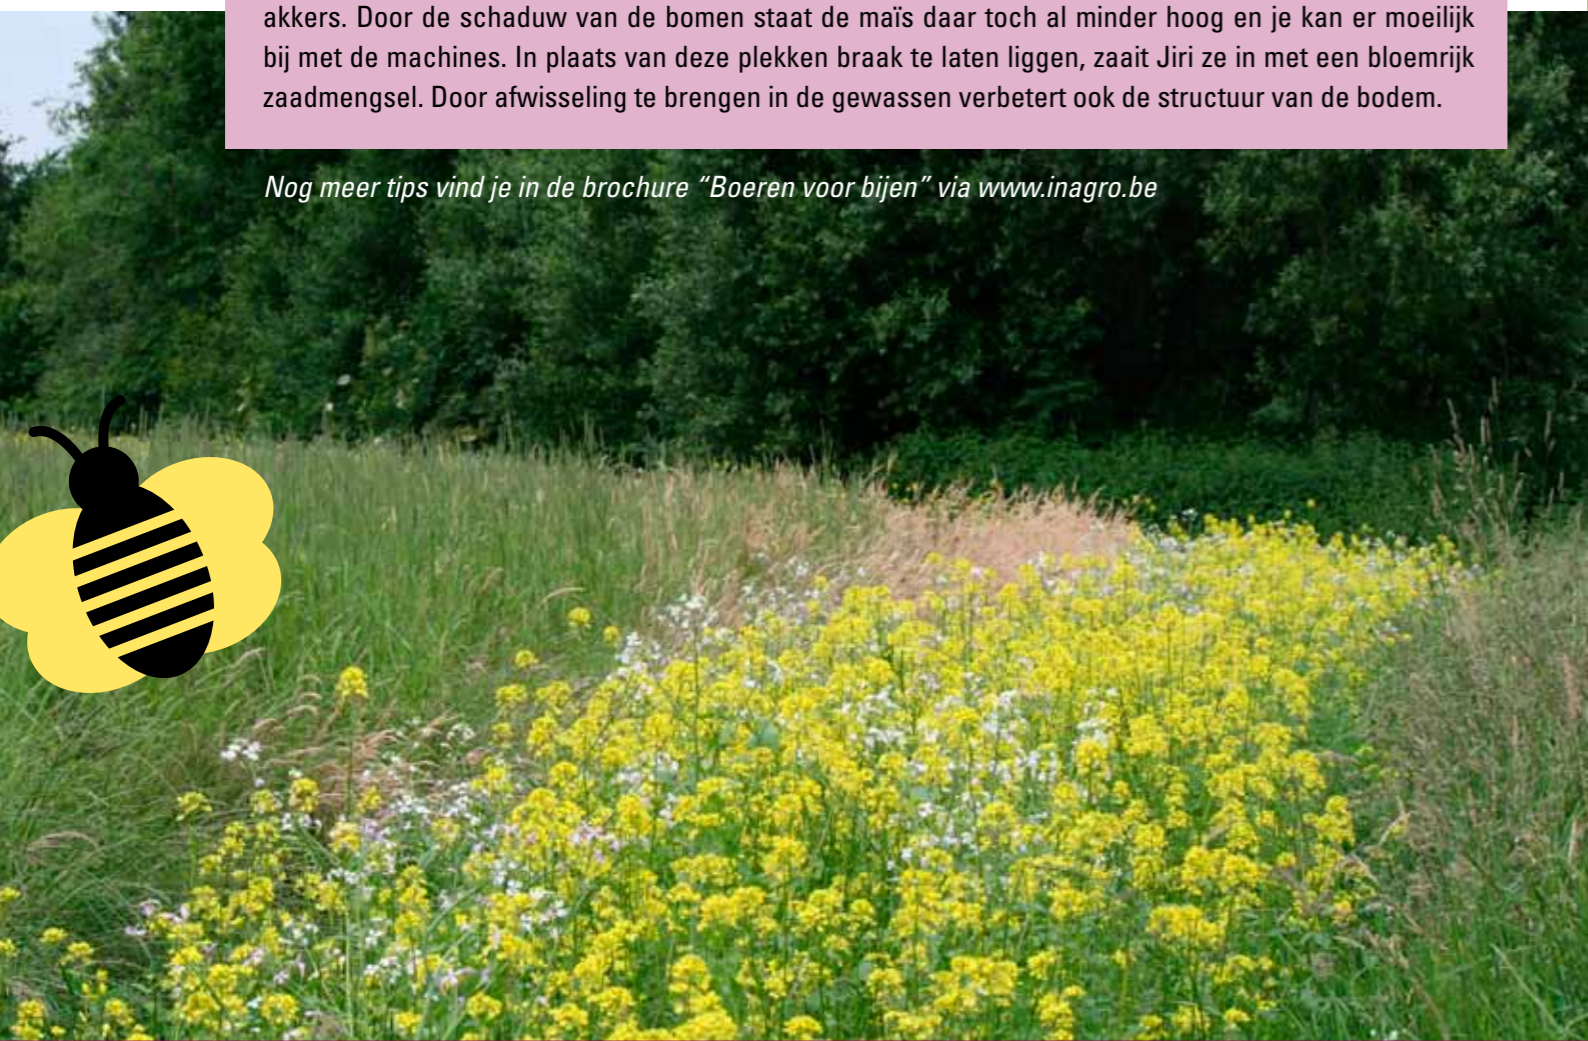 akkers. Door de schaduw van de bomen staat de maïs daar toch al minder hoog en je kan er moeilijk
bij met de machines. In plaats van deze plekken braak te laten liggen, zaait Jiri ze in met een bloemrijk
zaadmengsel. Door afwisseling te brengen in de gewassen verbetert ook de structuur van de bodem.
Nog meer tips vind je in de brochure “Boeren voor bijen” via www.inagro.be